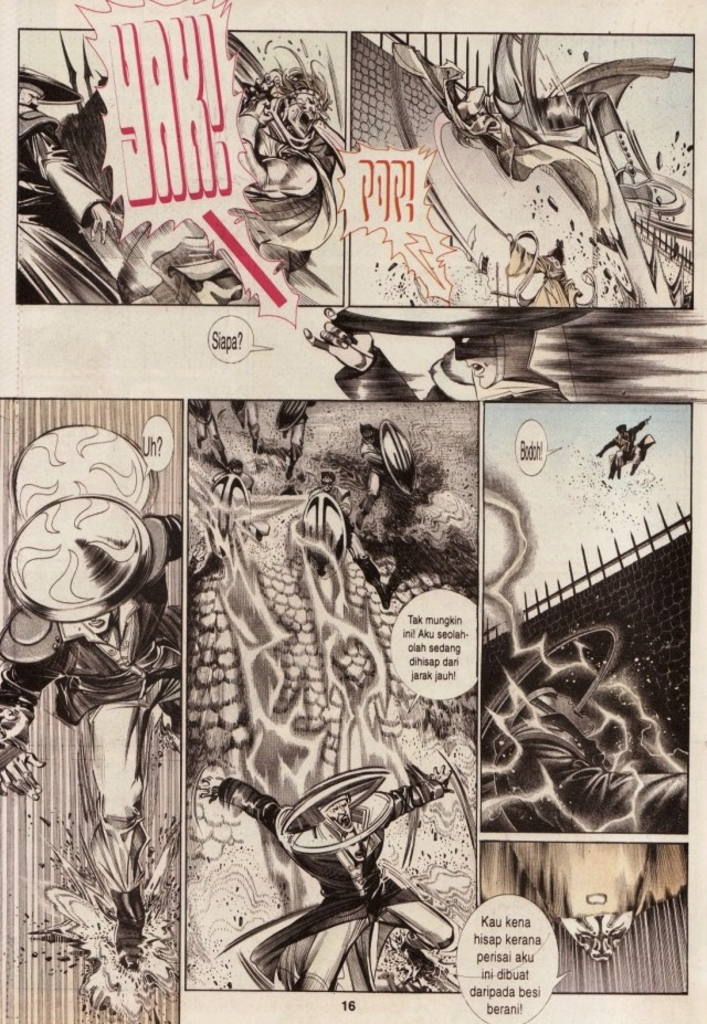 YAK!
POP!
Siapa?
Uh?
Tak mungkin
ini! Aku seolah-
olah sedang
dihisap dari
jarak jauh!
Bodoh!
Kau kena
hisap kerana
perisai aku
ini dibuat
daripada besi
berani!
16